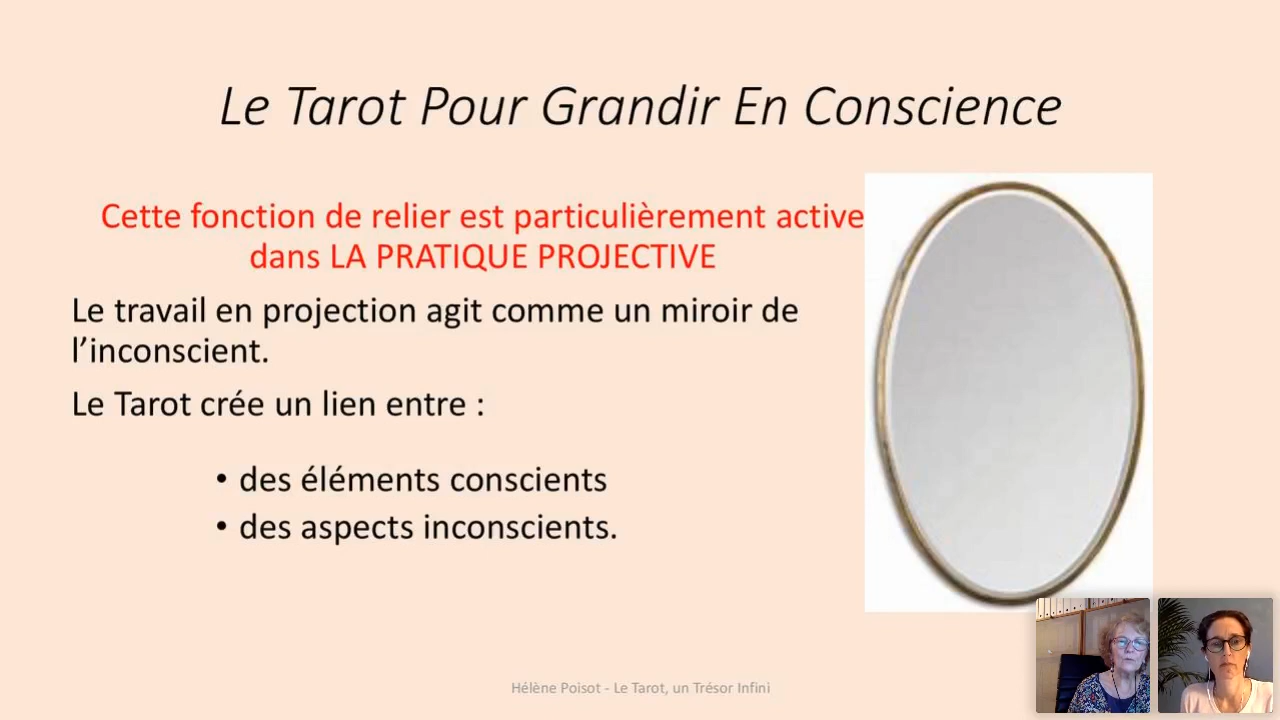 Le Tarot Pour Grandir En Conscience
Cette fonction de relier est particulièrement active
dans LA PRATIQUE PROJECTIVE
Le travail en projection agit comme un miroir de
l’inconscient.
Le Tarot crée un lien entre :
• des éléments conscients
• des aspects inconscients.
Hélène Poisot - Le Tarot, un Trésor Infini